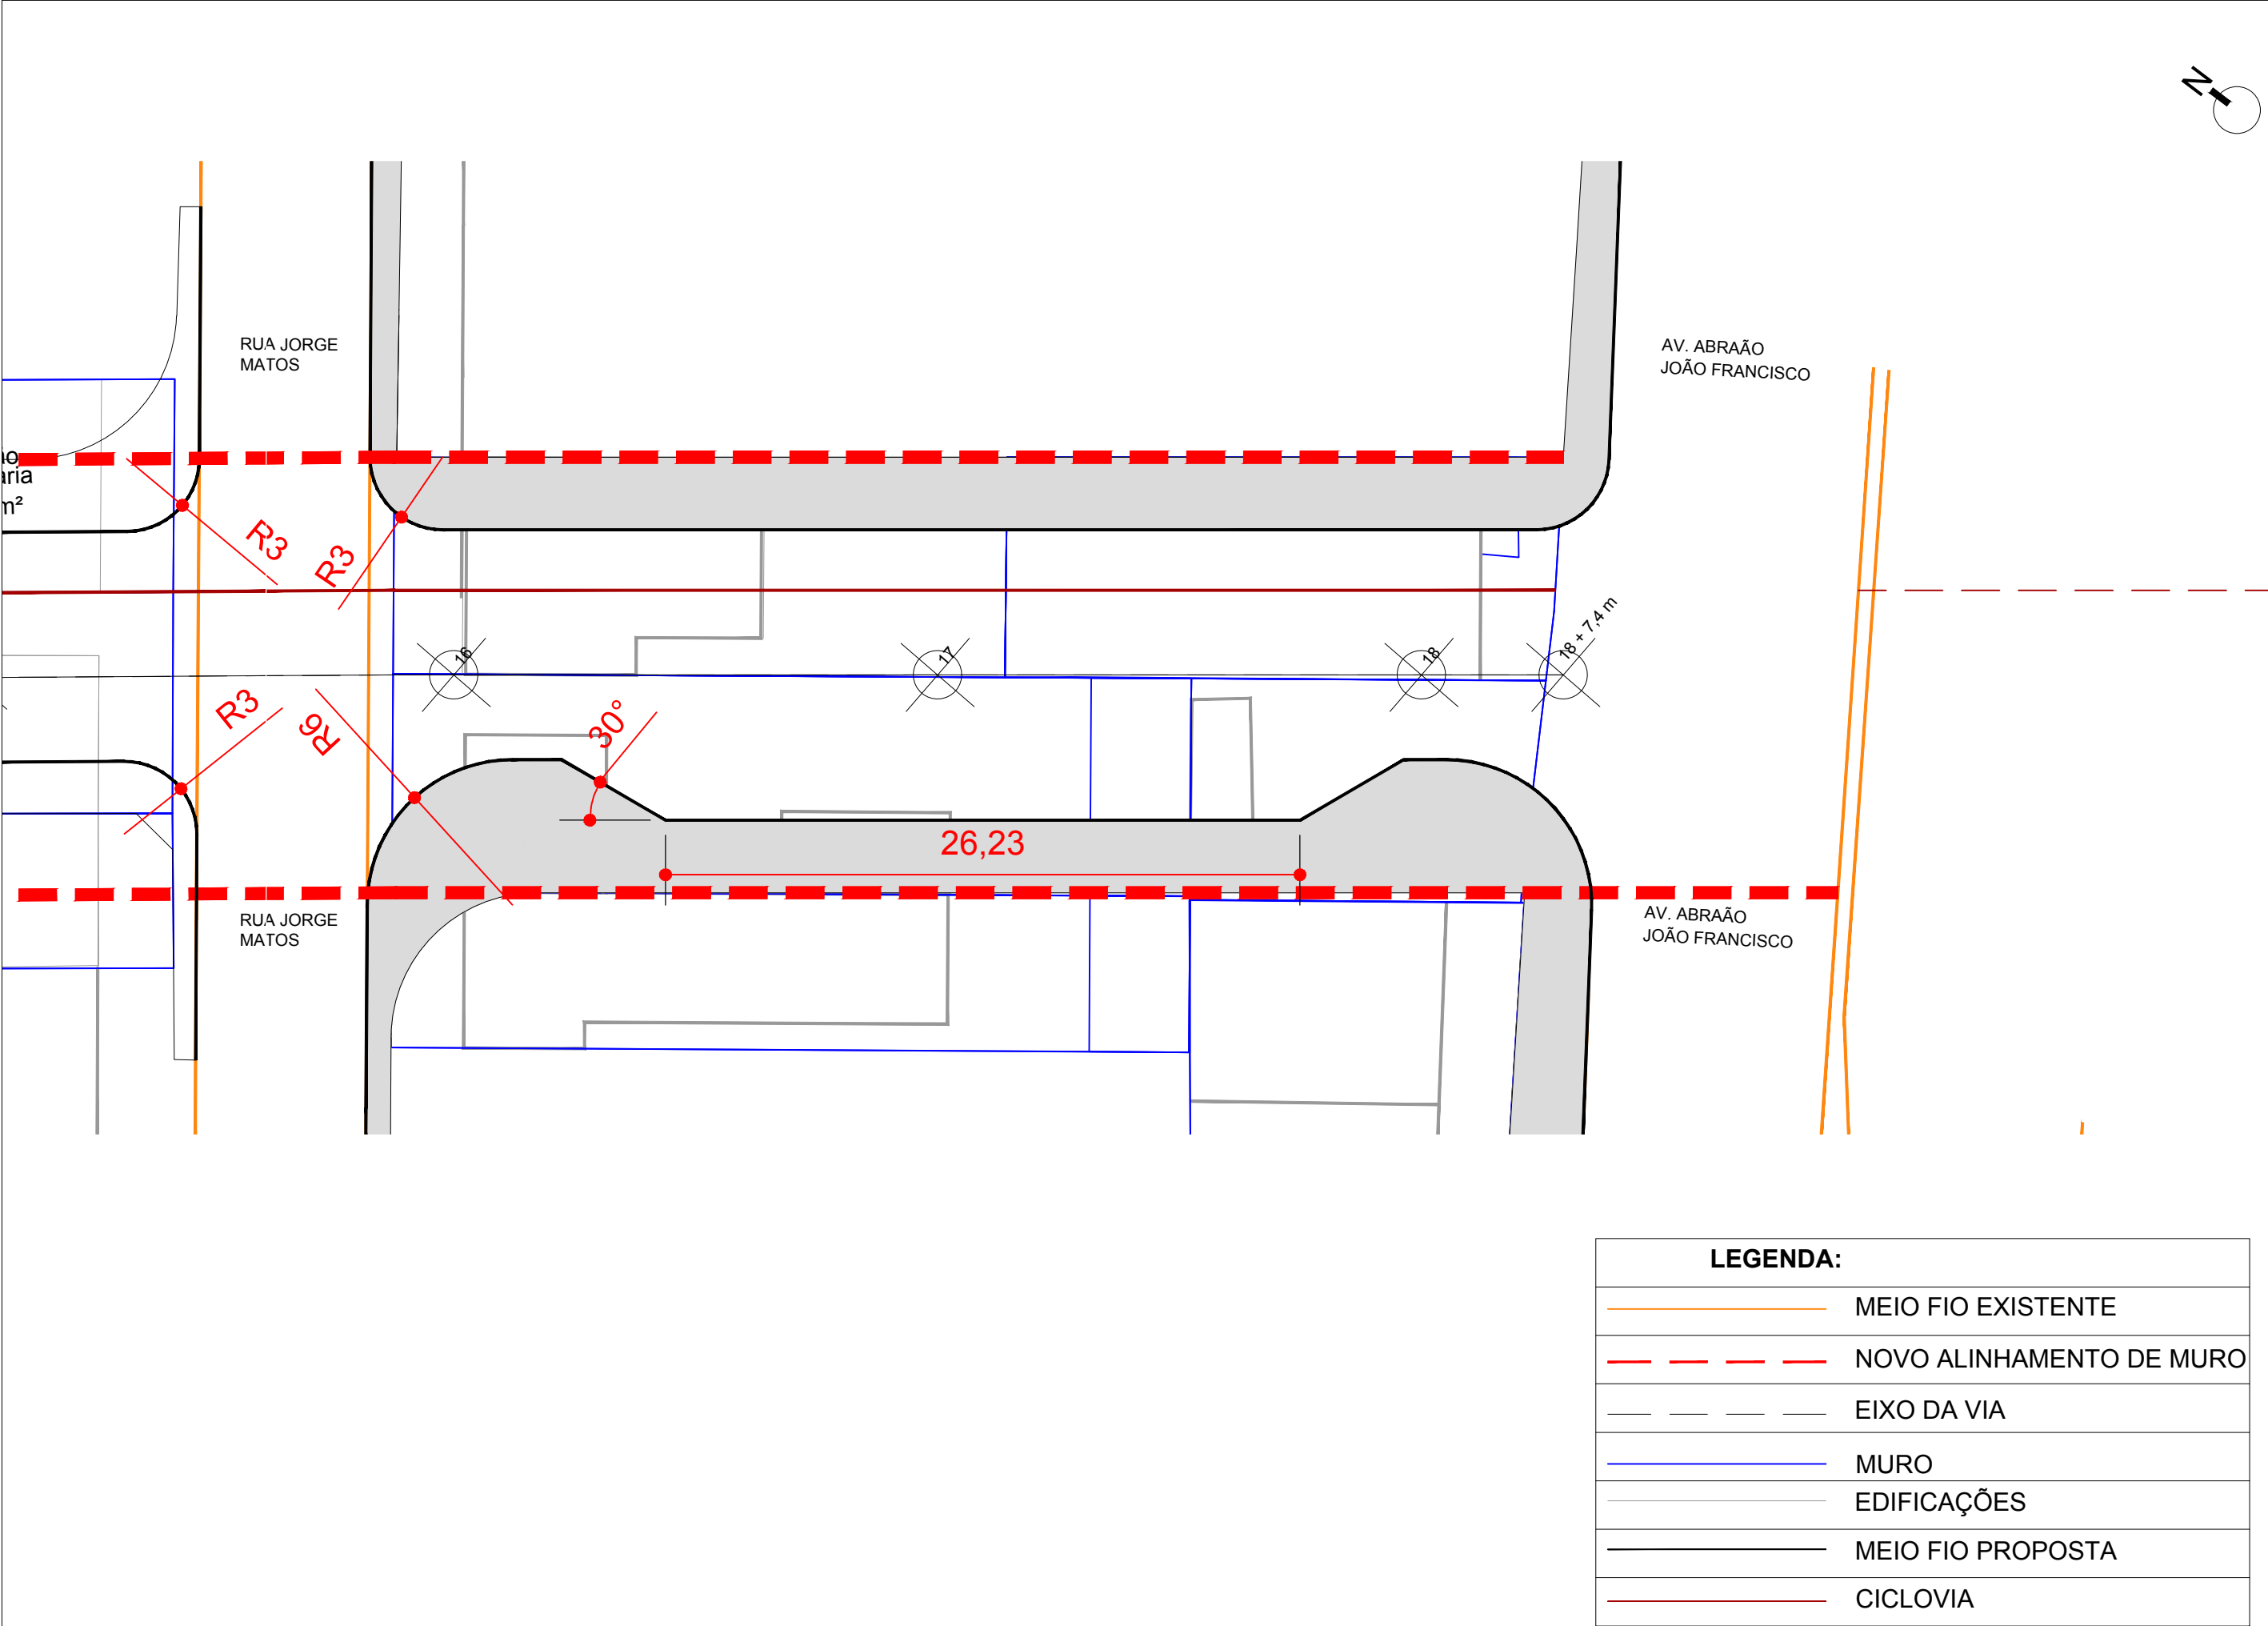 N
RUA JORGE
MATOS
AV. ABRAÃO
JOÃO FRANCISCO
m²
R3
R3
16
17
18
18 + 7,4 m
R3
R6
30°
26,23
RUA JORGE
MATOS
AV. ABRAÃO
JOÃO FRANCISCO
LEGENDA:
MEIO FIO EXISTENTE
NOVO ALINHAMENTO DE MURO
EIXO DA VIA
MURO
EDIFICAÇÕES
MEIO FIO PROPOSTA
CICLOVIA